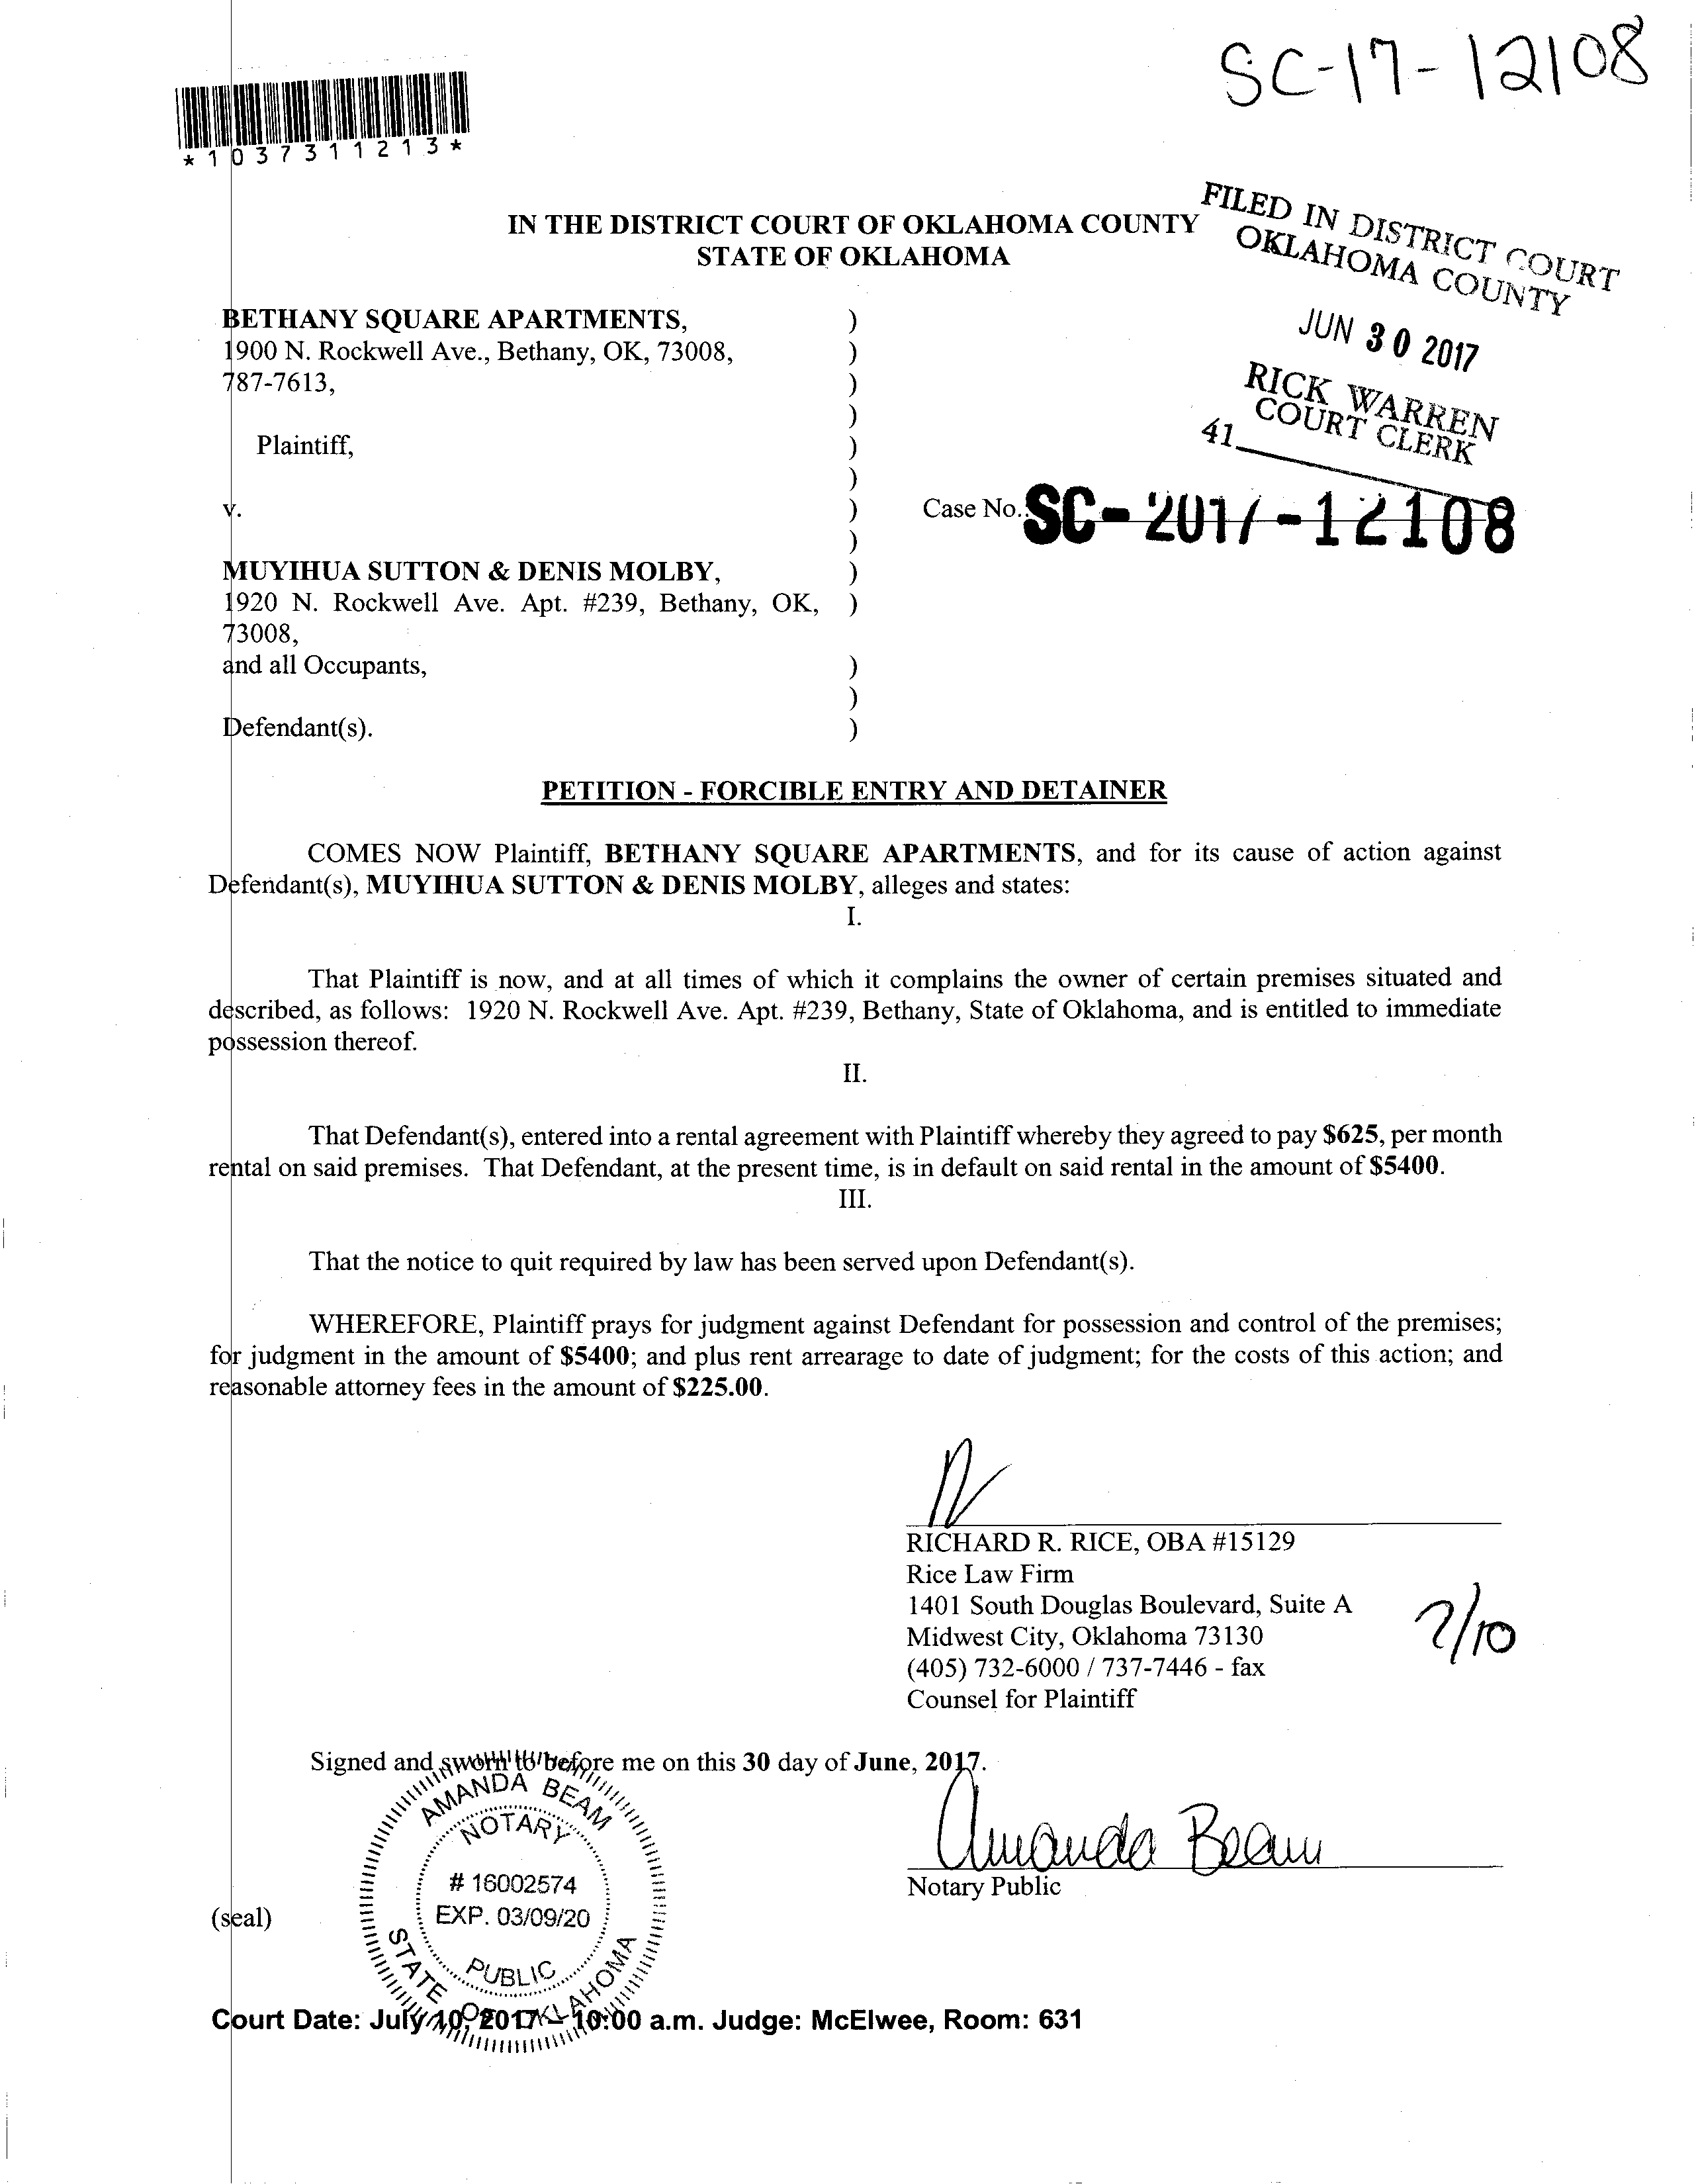 SC-17-12108
*1037311213*
FILED IN DISTRICT COURT
OKLAHOMA COUNTY
JUN 30 2017
RICK WARREN
COURT CLERK
41
IN THE DISTRICT COURT OF OKLAHOMA COUNTY
STATE OF OKLAHOMA
BETHANY SQUARE APARTMENTS, )
1900 N. Rockwell Ave., Bethany, OK, 73008, )
787-7613, )
)
Plaintiff, )
)
v. ) Case No.: SC-2017-12108
)
MUYIHUA SUTTON & DENIS MOLBY, )
1920 N. Rockwell Ave. Apt. #239, Bethany, OK, )
73008,
and all Occupants, )
)
Defendant(s). )
PETITION - FORCIBLE ENTRY AND DETAINER
COMES NOW Plaintiff, BETHANY SQUARE APARTMENTS, and for its cause of action against
Defendant(s), MUYIHUA SUTTON & DENIS MOLBY, alleges and states:
I.
That Plaintiff is now, and at all times of which it complains the owner of certain premises situated and
described, as follows: 1920 N. Rockwell Ave. Apt. #239, Bethany, State of Oklahoma, and is entitled to immediate
possession thereof.
II.
That Defendant(s), entered into a rental agreement with Plaintiff whereby they agreed to pay $625, per month
rental on said premises. That Defendant, at the present time, is in default on said rental in the amount of $5400.
III.
That the notice to quit required by law has been served upon Defendant(s).
WHEREFORE, Plaintiff prays for judgment against Defendant for possession and control of the premises;
for judgment in the amount of $5400; and plus rent arrearage to date of judgment; for the costs of this action; and
reasonable attorney fees in the amount of $225.00.
RICHARD R. RICE, OBA #15129
Rice Law Firm
1401 South Douglas Boulevard, Suite A
Midwest City, Oklahoma 73130
(405) 732-6000 / 737-7446 - fax
Counsel for Plaintiff
7/10
Signed and sworn to before me on this 30 day of June, 2017.
Amanda Beam
Notary Public
(seal)
AMANDA BEAM
NOTARY
# 16002574
EXP. 03/09/20
PUBLIC
STATE OF OKLAHOMA
Court Date: July 10, 2017 - 10:00 a.m. Judge: McElwee, Room: 631